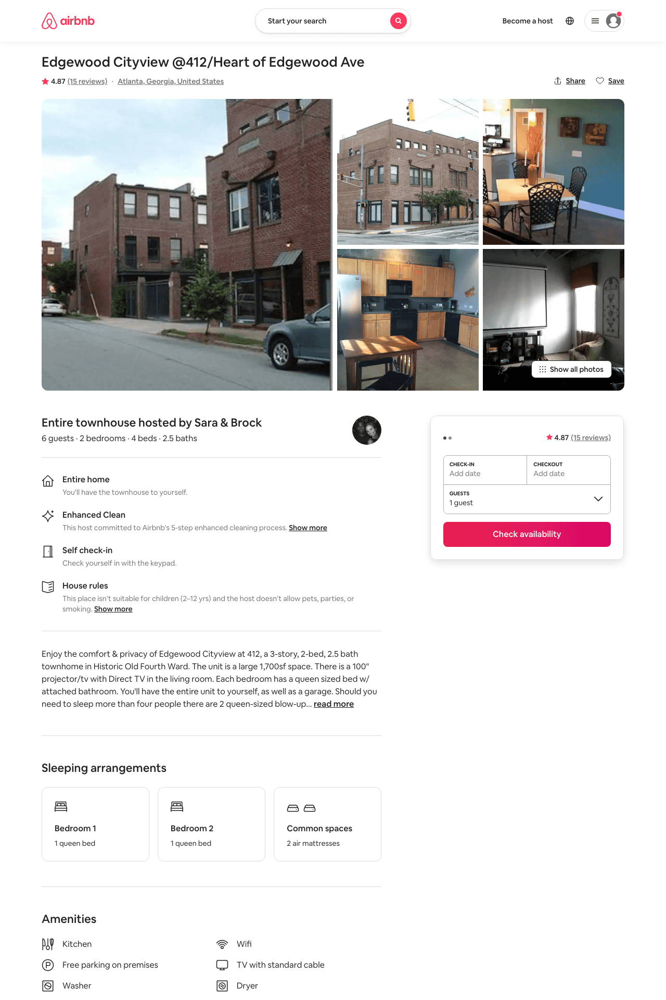 airbnb
Start your search
Become a host
Edgewood Cityview @412/Heart of Edgewood Ave
4.87 (15 reviews) · Atlanta, Georgia, United States
Share
Save
Show all photos
Entire townhouse hosted by Sara & Brock
6 guests · 2 bedrooms · 4 beds · 2.5 baths
4.87 (15 reviews)
CHECK-IN
Add date
CHECKOUT
Add date
GUESTS
1 guest
Check availability
Entire home
You’ll have the townhouse to yourself.
Enhanced Clean
This host committed to Airbnb's 5-step enhanced cleaning process. Show more
Self check-in
Check yourself in with the keypad.
House rules
This place isn’t suitable for children (2–12 yrs) and the host doesn’t allow pets, parties, or
smoking. Show more
Enjoy the comfort & privacy of Edgewood Cityview at 412, a 3-story, 2-bed, 2.5 bath
townhome in Historic Old Fourth Ward. The unit is a large 1,700sf space. There is a 100"
projector/tv with Direct TV in the living room. Each bedroom has a queen sized bed w/
attached bathroom. You'll have the entire unit to yourself, as well as a garage. Should you
need to sleep more than four people there are 2 queen-sized blow-up... read more
Sleeping arrangements
Bedroom 1
1 queen bed
Bedroom 2
1 queen bed
Common spaces
2 air mattresses
Amenities
Kitchen
Wifi
Free parking on premises
TV with standard cable
Washer
Dryer